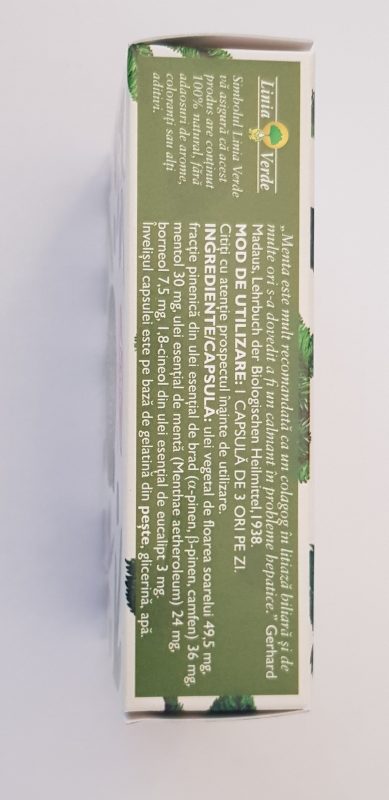 Linia Verde
Simbolul Linia Verde
vă asigură că acest
produs are conținut
100% natural, fără
adaosuri de arome,
coloranți sau alți
aditivi.
„Menta este mult recomandată ca un colagog în litiază biliară și de
multe ori s-a dovedit a fi un calmant în probleme hepatice.” Gerhard
Madaus, Lehrbuch der Biologischen Heilmittel, 1938.
MOD DE UTILIZARE: 1 CAPSULĂ DE 3 ORI PE ZI.
Citiți cu atenție prospectul înainte de utilizare.
INGREDIENTE/CAPSULĂ: ulei vegetal de floarea soarelui 49,5 mg,
fracție pinenică din ulei esențial de brad (α-pinen, β-pinen, camfen) 36 mg,
mentol 30 mg, ulei esențial de mentă (Menthae aetheroleum) 24 mg,
borneol 7,5 mg, 1,8-cineol din ulei esențial de eucalipt 3 mg.
Învelișul capsulei este pe bază de gelatină din pește, glicerină, apă.